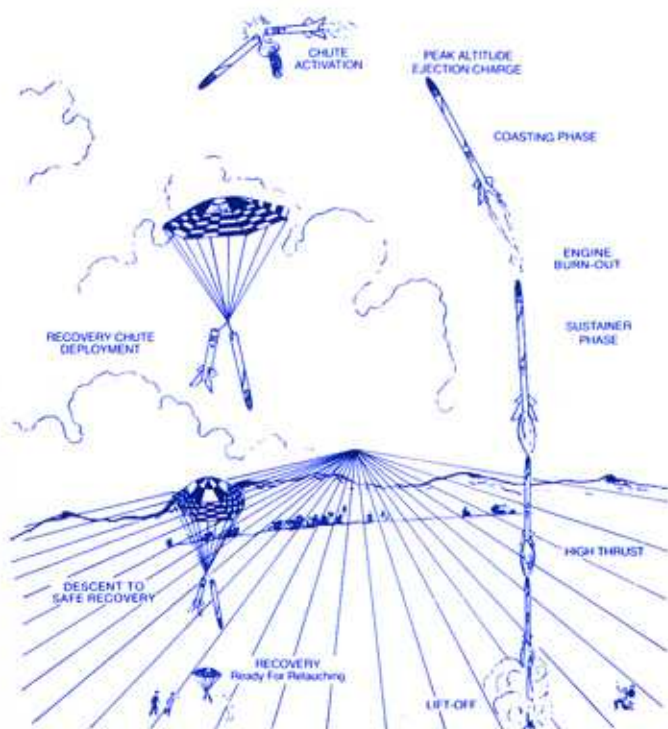 CHUTE
ACTIVATION
PEAK ALTITUDE
EJECTION CHARGE
COASTING PHASE
ENGINE
BURN-OUT
SUSTAINER
PHASE
RECOVERY CHUTE
DEPLOYMENT
HIGH THRUST
DESCENT TO
SAFE RECOVERY
RECOVERY
Ready For Relauching
LIFT-OFF